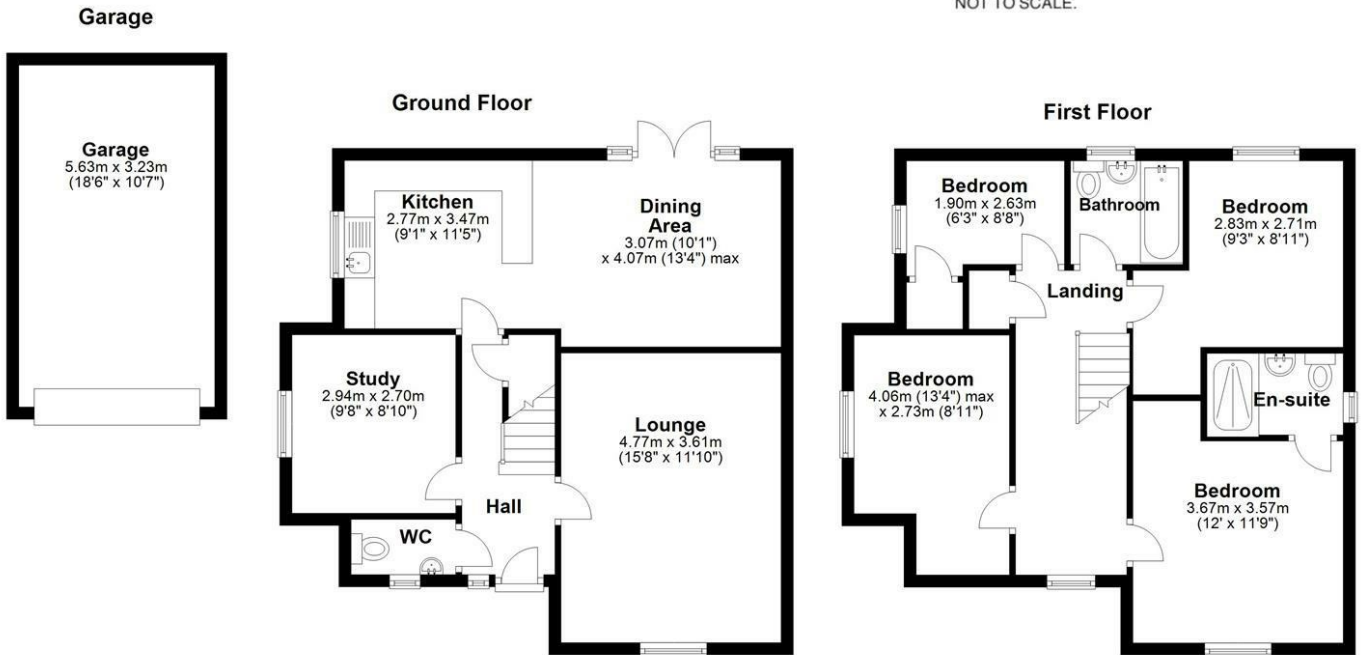 NOT TO SCALE.
Garage
Garage
5.63m x 3.23m
(18'6" x 10'7")
Ground Floor
Kitchen
2.77m x 3.47m
(9'1" x 11'5")
Dining
Area
3.07m (10'1")
x 4.07m (13'4") max
Study
2.94m x 2.70m
(9'8" x 8'10")
Lounge
4.77m x 3.61m
(15'8" x 11'10")
Hall
WC
First Floor
Bedroom
1.90m x 2.63m
(6'3" x 8'8")
Bathroom
Bedroom
2.83m x 2.71m
(9'3" x 8'11")
Landing
Bedroom
4.06m (13'4") max
x 2.73m (8'11")
En-suite
Bedroom
3.67m x 3.57m
(12' x 11'9")